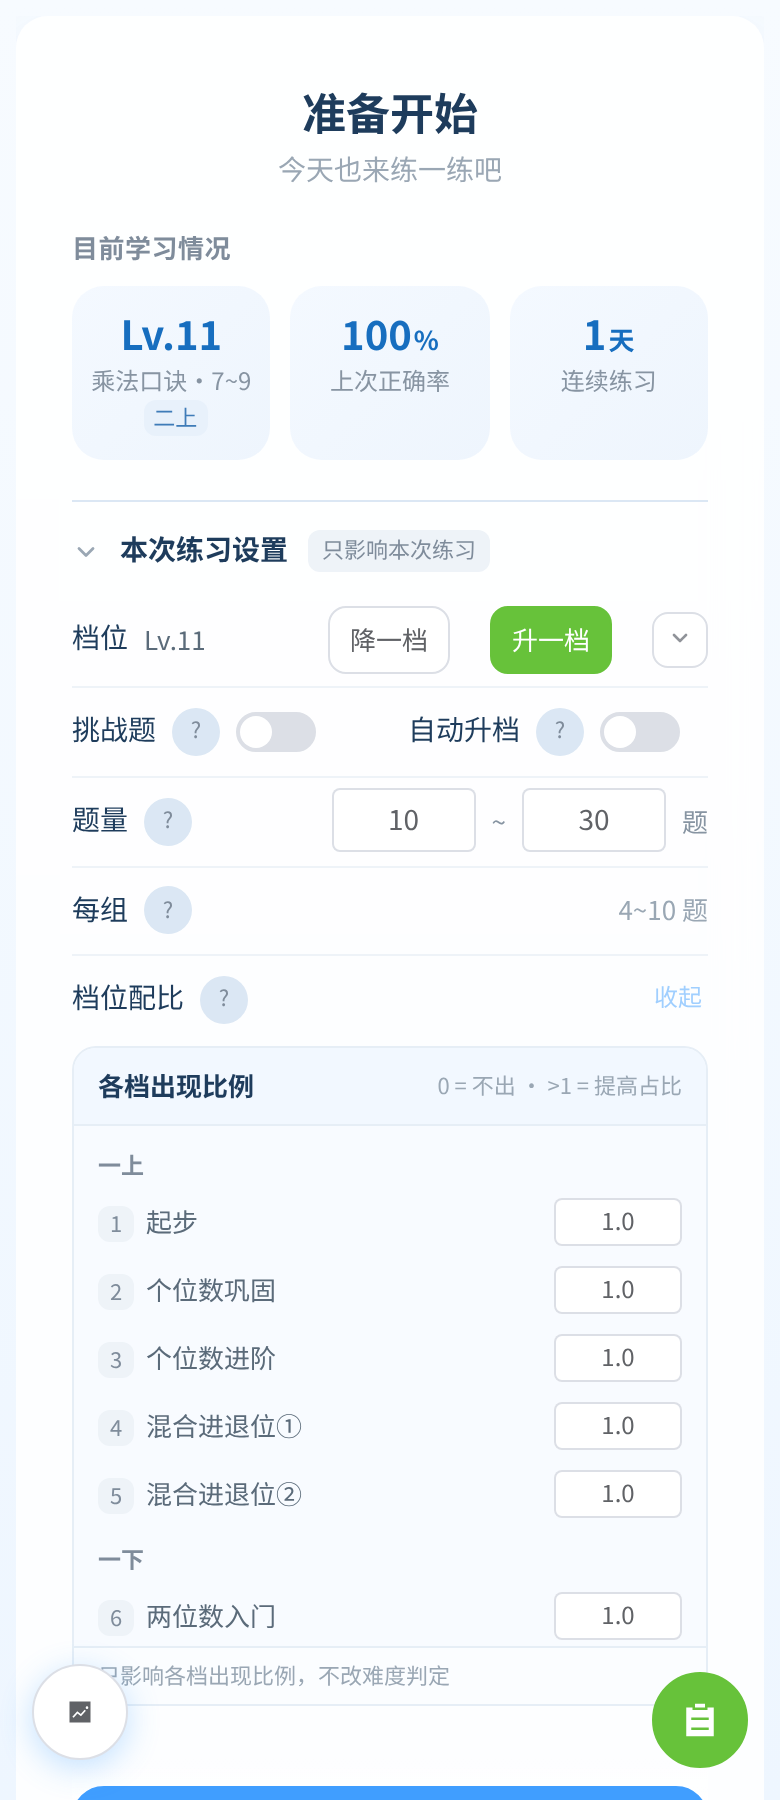 准备开始
今天也来练一练吧
目前学习情况
Lv.11 100% 1天
乘法口诀·7~9 上次正确率 连续练习
二上
本次练习设置 只影响本次练习
档位 Lv.11 降一档 升一档
挑战题 ? 自动升档 ?
题量 ? 10 ~ 30 题
每组 ? 4~10 题
档位配比 ? 收起
各档出现比例 0 = 不出 · >1 = 提高占比
一上
1 起步 1.0
2 个位数巩固 1.0
3 个位数进阶 1.0
4 混合进退位① 1.0
5 混合进退位② 1.0
一下
6 两位数入门 1.0
只影响各档出现比例，不改难度判定